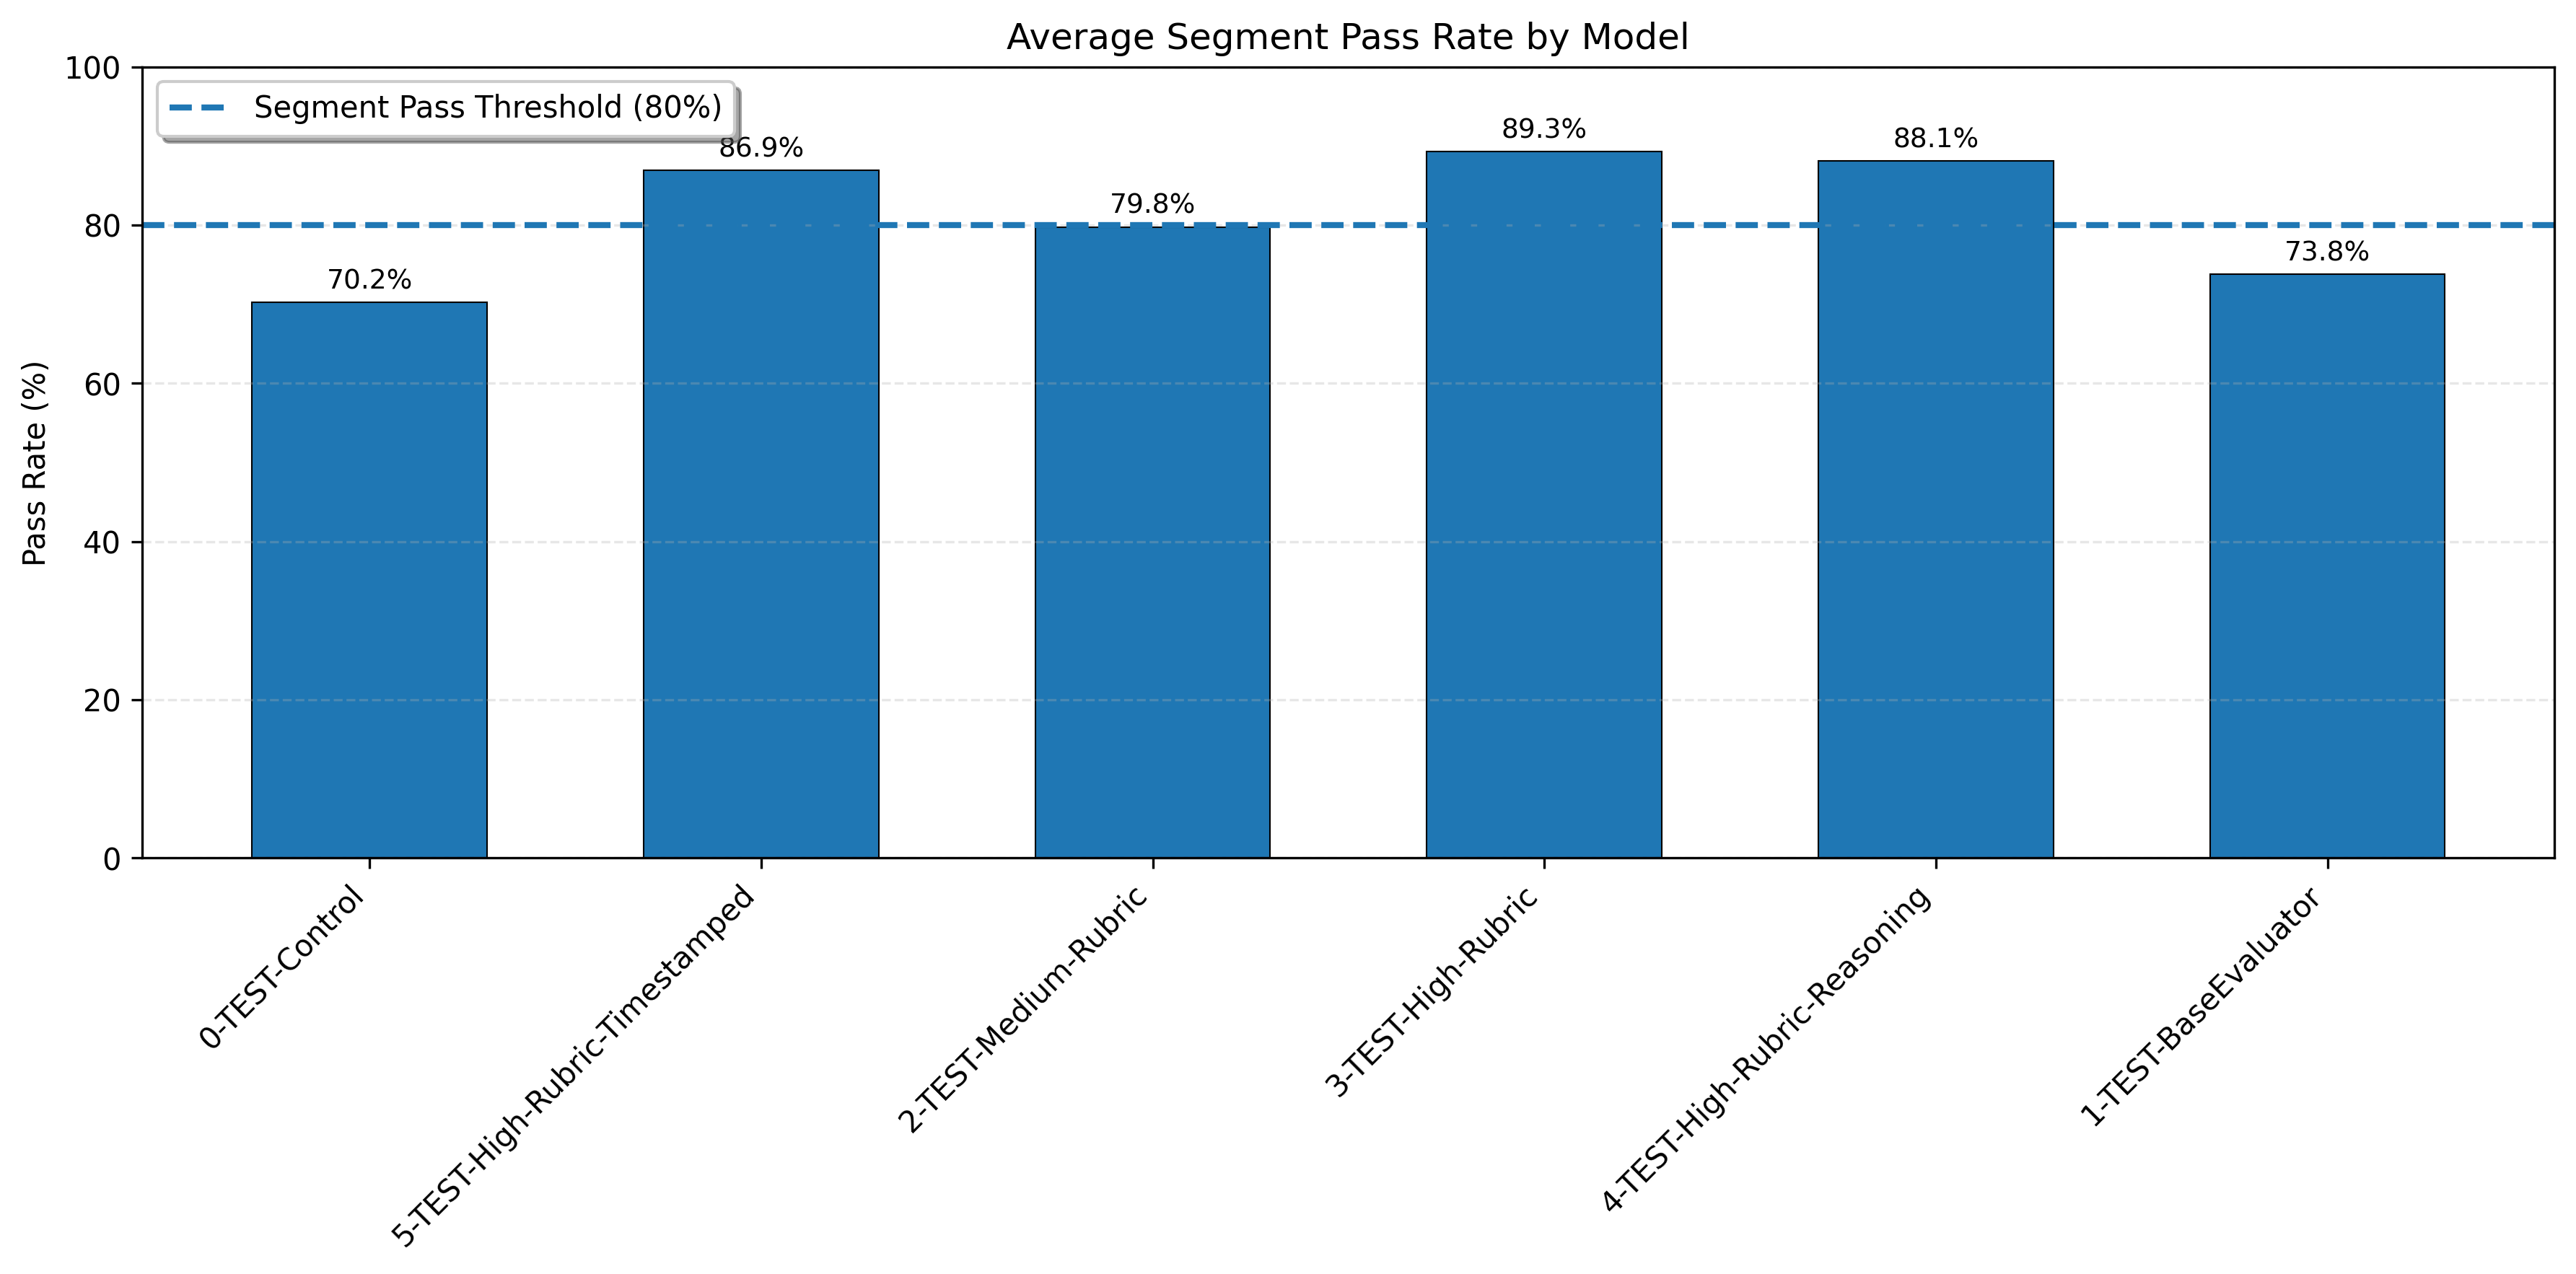 Average Segment Pass Rate by Model
100
Segment Pass Threshold (80%)
86.9%
89.3%
88.1%
79.8%
80
73.8%
70.2%
60
Pass Rate (%)
40
20
0
0-TEST-Control
5-TEST-High-Rubric-Timestamped
2-TEST-Medium-Rubric
3-TEST-High-Rubric
4-TEST-High-Rubric-Reasoning
1-TEST-BaseEvaluator